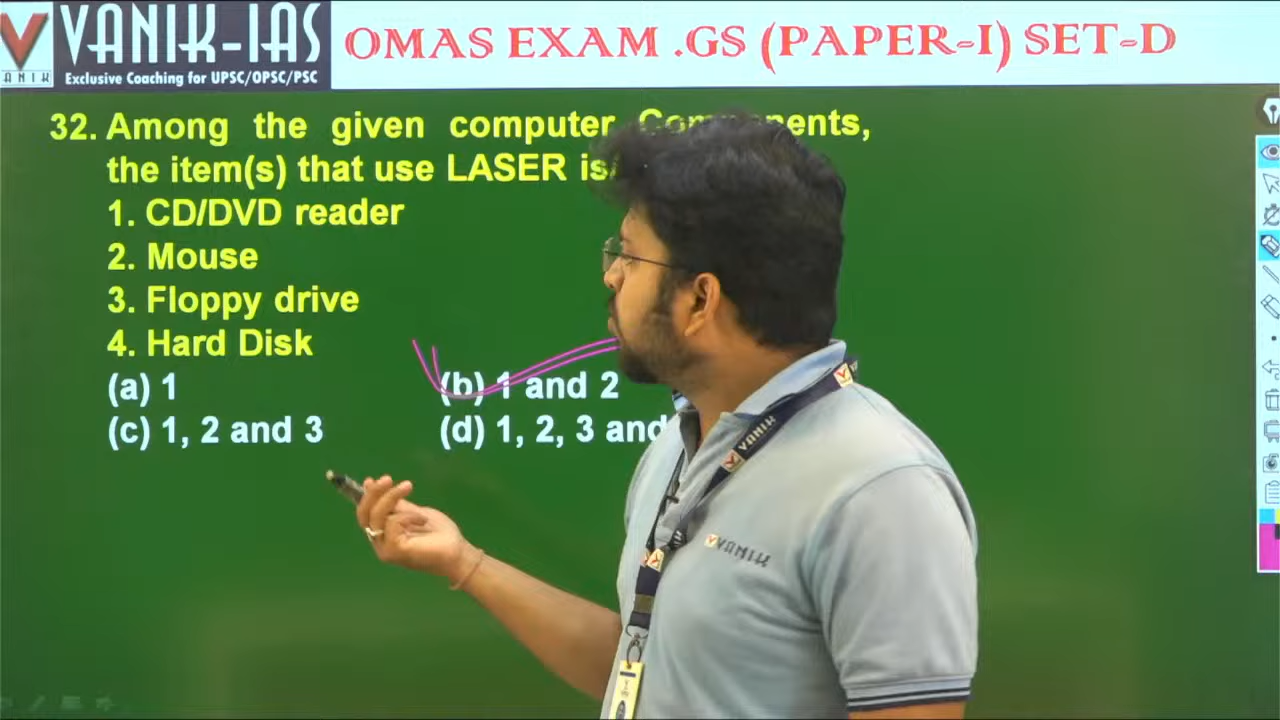 VANIK-IAS
VANIK
Exclusive Coaching for UPSC/OPSC/PSC
OMAS EXAM .GS (PAPER-I) SET-D
32. Among the given computer
the item(s) that use LASER
1. CD/DVD reader
2. Mouse
3. Floppy drive
4. Hard Disk
(a) 1 (b) 1 and 2
(c) 1, 2 and 3 (d) 1, 2, 3 and
VANIK
VANIK